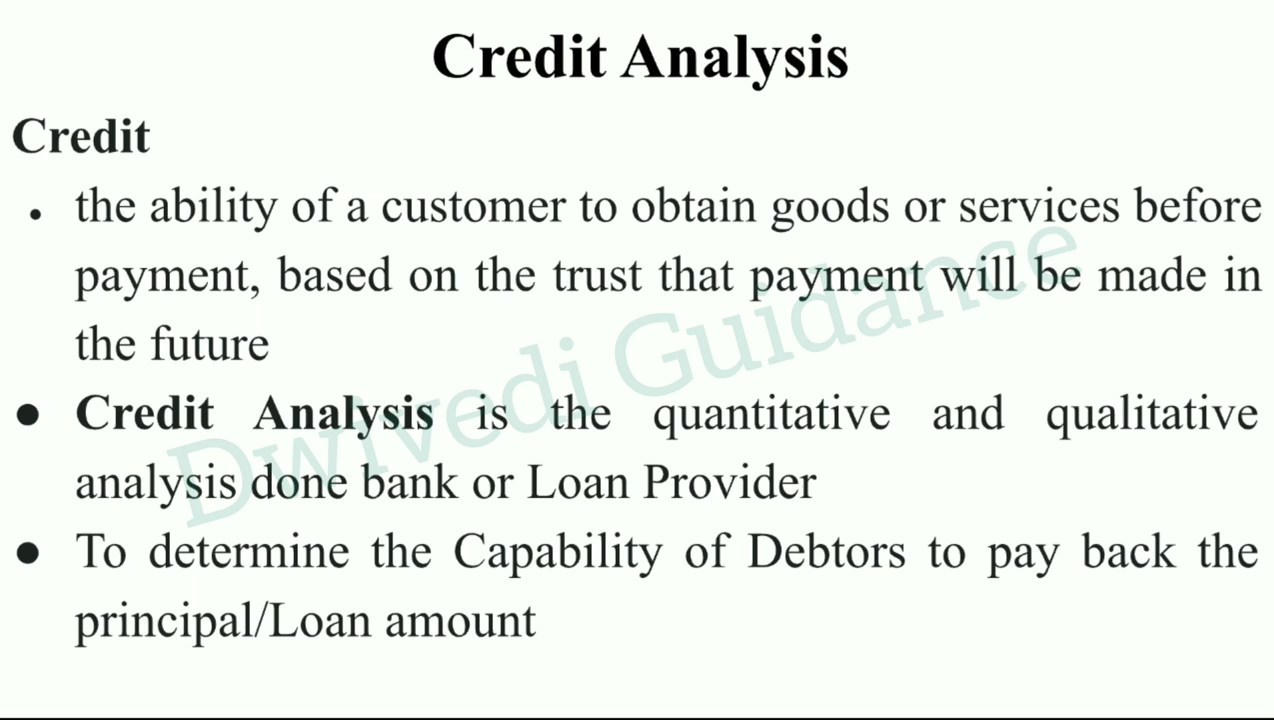 Credit Analysis
Credit
• the ability of a customer to obtain goods or services before
payment, based on the trust that payment will be made in
the future
● Credit Analysis is the quantitative and qualitative
analysis done bank or Loan Provider
● To determine the Capability of Debtors to pay back the
principal/Loan amount
Dwivedi Guidance